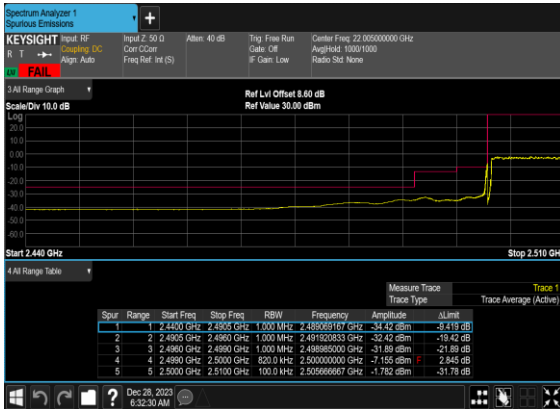 Spectrum Analyzer 1
Spurious Emissions
+
KEYSIGHT Input: RF Input Z: 50 Ω Atten: 40 dB Trig: Free Run Center Freq: 22.005000000 GHz
R T Coupling: DC Corr CCorr Gate: Off Avg|Hold: 1000/1000
Align: Auto Freq Ref: Int (S) IF Gain: Low Radio Std: None
LW FAIL
3 All Range Graph
Ref Lvl Offset 8.60 dB
Scale/Div 10.0 dB Ref Value 30.00 dBm
Log
20.0
10.0
0.00
-10.0
-20.0
-30.0
-40.0
-50.0
-60.0
Start 2.440 GHz Stop 2.510 GH
4 All Range Table
Measure Trace Trace 1
Trace Type Trace Average (Active)
Spur Range Start Freq Stop Freq RBW Frequency Amplitude ΔLimit
1 1 2.4400 GHz 2.4905 GHz 1.000 MHz 2.489069167 GHz -34.42 dBm -9.419 dB
2 2 2.4905 GHz 2.4960 GHz 1.000 MHz 2.491920833 GHz -32.42 dBm -19.42 dB
3 3 2.4960 GHz 2.4990 GHz 1.000 MHz 2.498985000 GHz -31.89 dBm -21.89 dB
4 4 2.4990 GHz 2.5000 GHz 820.0 kHz 2.500000000 GHz -7.155 dBm F 2.845 dB
5 5 2.5000 GHz 2.5100 GHz 100.0 kHz 2.505666667 GHz -1.782 dBm -31.78 dB
? Dec 28, 2023
6:32:30 AM